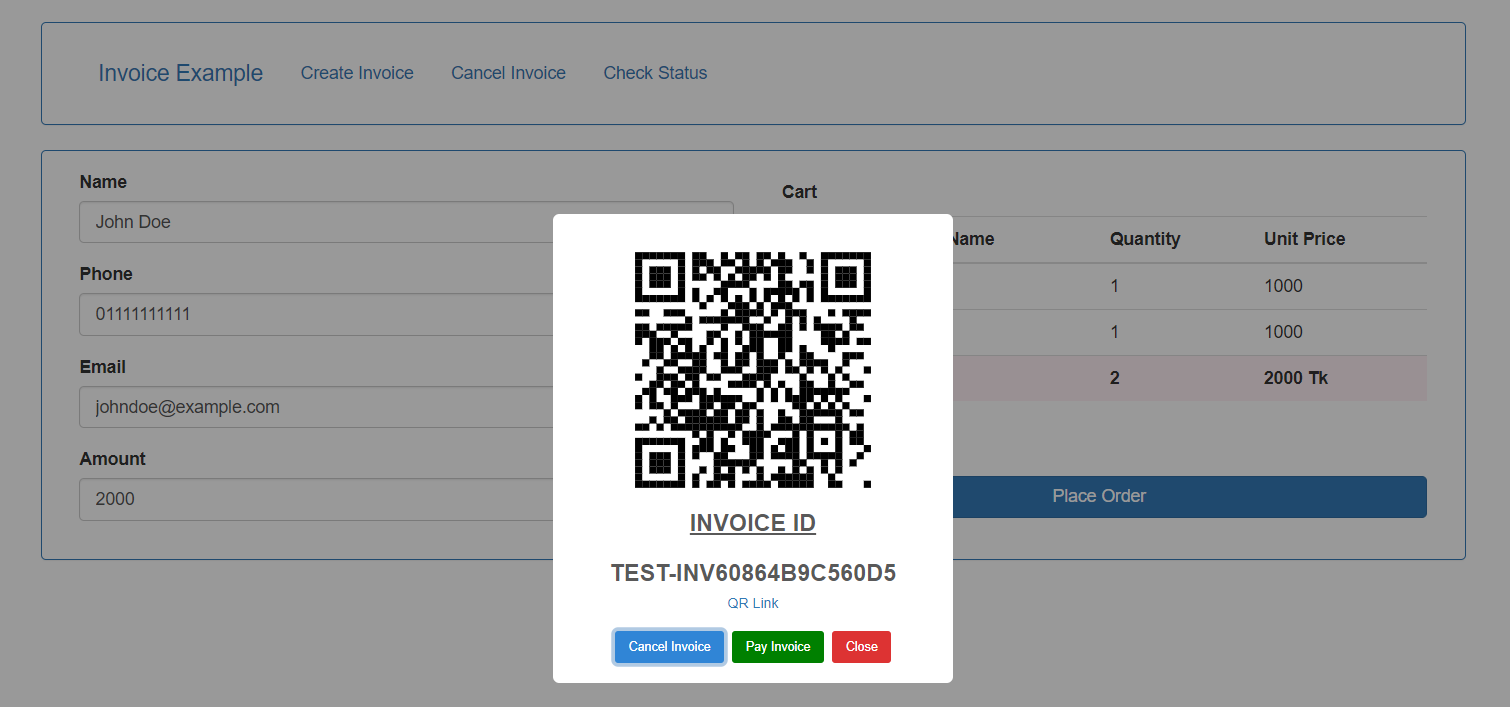 Invoice Example Create Invoice Cancel Invoice Check Status
Name
John Doe
Phone
01111111111
Email
johndoe@example.com
Amount
2000
Cart
Name Quantity Unit Price
1 1000
1 1000
2 2000 Tk
Place Order
INVOICE ID
TEST-INV60864B9C560D5
QR Link
Cancel Invoice Pay Invoice Close